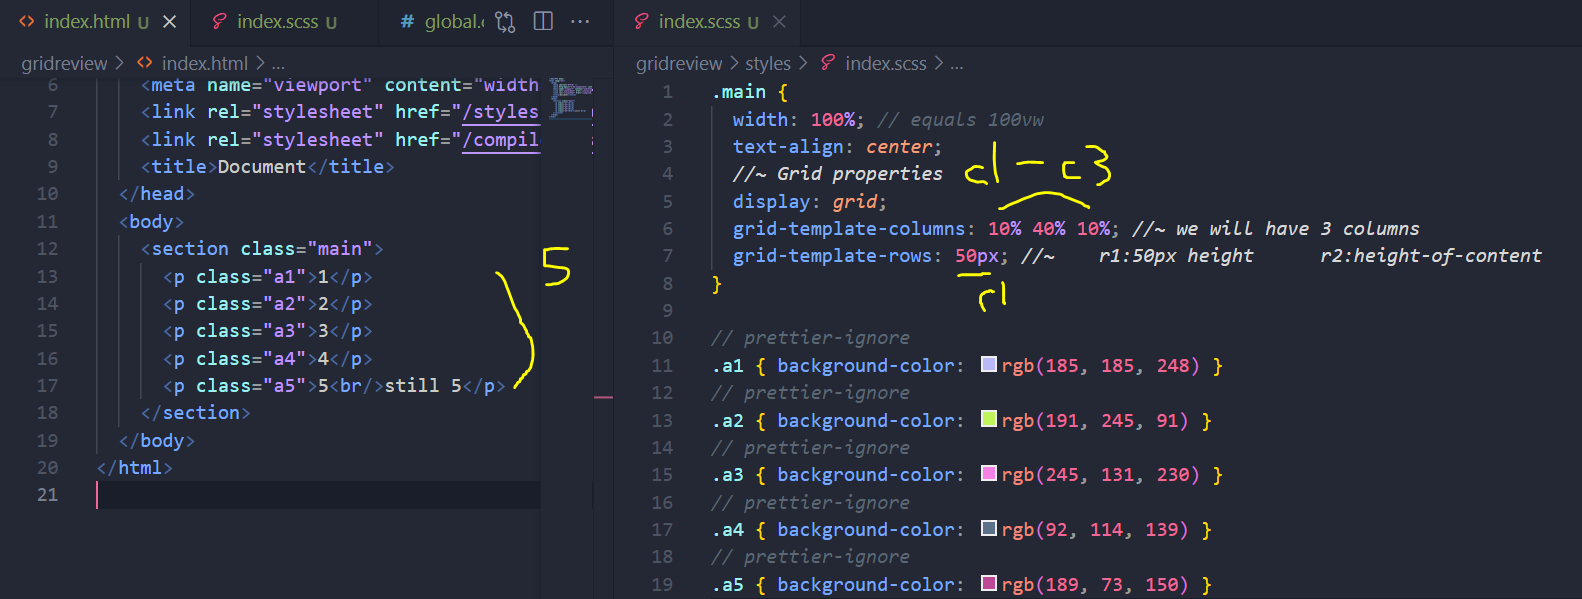 index.html U
index.scss U
# global.c
index.scss U
gridreview > index.html > ...
6 <meta name="viewport" content="width
7 <link rel="stylesheet" href="/styles
8 <link rel="stylesheet" href="/compil
9 <title>Document</title>
10 </head>
11 <body>
12 <section class="main">
13 <p class="a1">1</p>
14 <p class="a2">2</p>
15 <p class="a3">3</p>
16 <p class="a4">4</p>
17 <p class="a5">5<br/>still 5</p>
18 </section>
19 </body>
20 </html>
21
5
gridreview > styles > index.scss > ...
1 .main {
2 width: 100%; // equals 100vw
3 text-align: center;
4 //~ Grid properties
c1-c3
5 display: grid;
6 grid-template-columns: 10% 40% 10%; //~ we will have 3 columns
7 grid-template-rows: 50px; //~ r1:50px height r2:height-of-content
8 }
r1
9
10 // prettier-ignore
11 .a1 { background-color: rgb(185, 185, 248) }
12 // prettier-ignore
13 .a2 { background-color: rgb(191, 245, 91) }
14 // prettier-ignore
15 .a3 { background-color: rgb(245, 131, 230) }
16 // prettier-ignore
17 .a4 { background-color: rgb(92, 114, 139) }
18 // prettier-ignore
19 .a5 { background-color: rgb(189, 73, 150) }